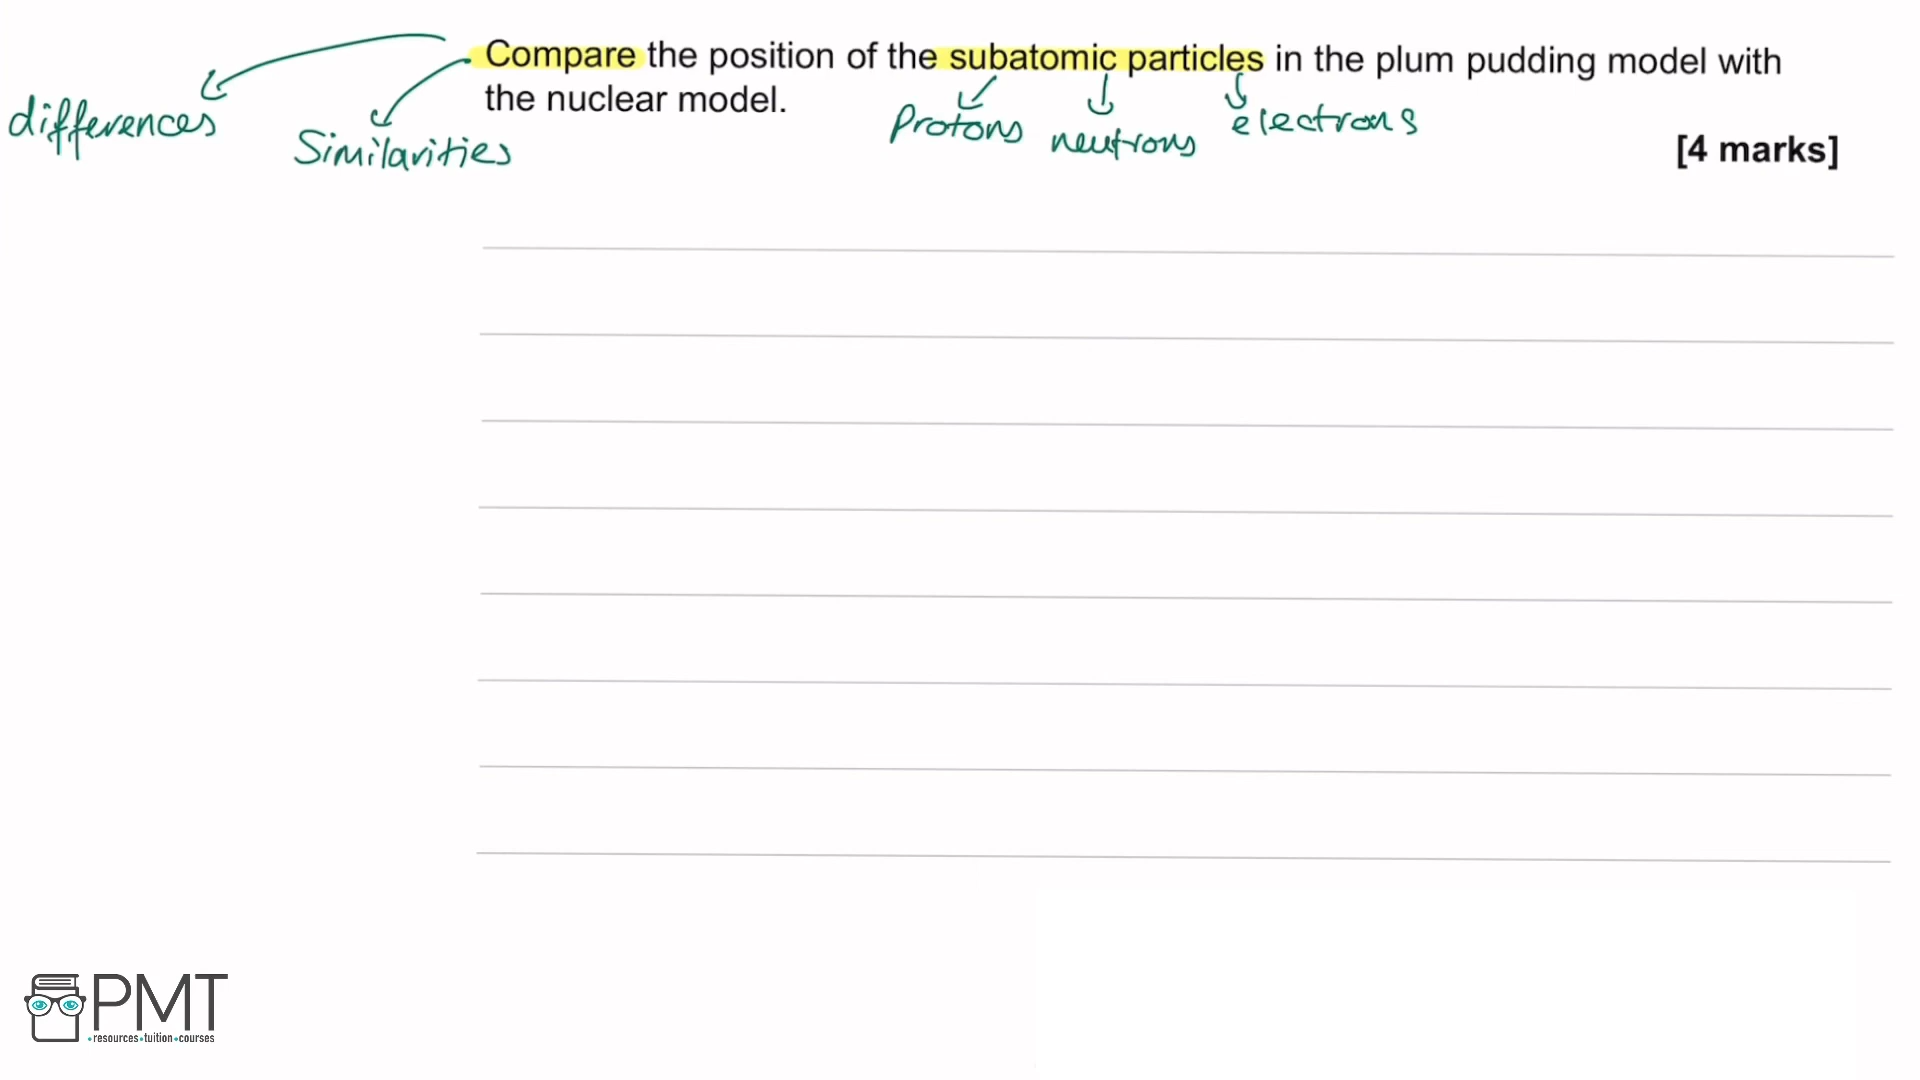 Compare the position of the subatomic particles in the plum pudding model with
the nuclear model.
differences
Similarities
Protons neutrons electrons
[4 marks]
PMT
•resources•tuition•courses